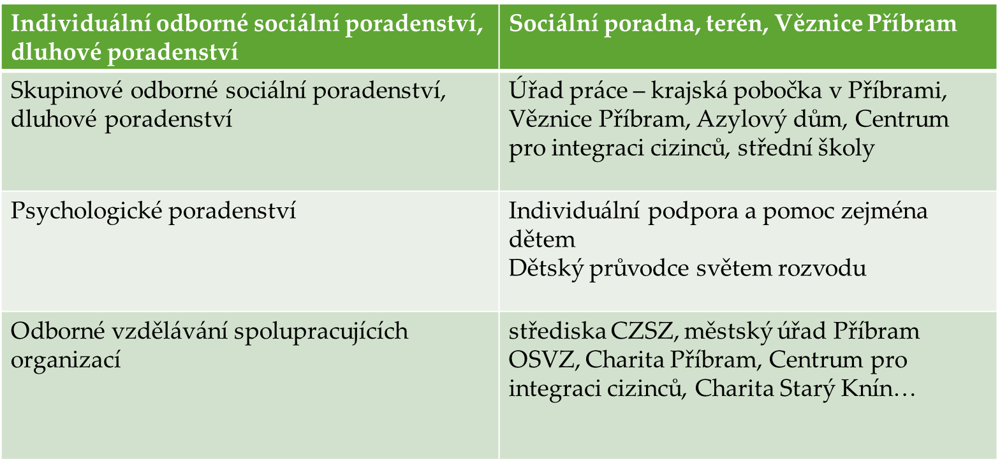 Individuální odborné sociální poradenství,
dluhové poradenství
Sociální poradna, terén, Věznice Příbram
Skupinové odborné sociální poradenství,
dluhové poradenství
Úřad práce – krajská pobočka v Příbrami,
Věznice Příbram, Azylový dům, Centrum
pro integraci cizinců, střední školy
Psychologické poradenství
Individuální podpora a pomoc zejména
dětem
Dětský průvodce světem rozvodu
Odborné vzdělávání spolupracujících
organizací
střediska CZSZ, městský úřad Příbram
OSVZ, Charita Příbram, Centrum pro
integraci cizinců, Charita Starý Knín…